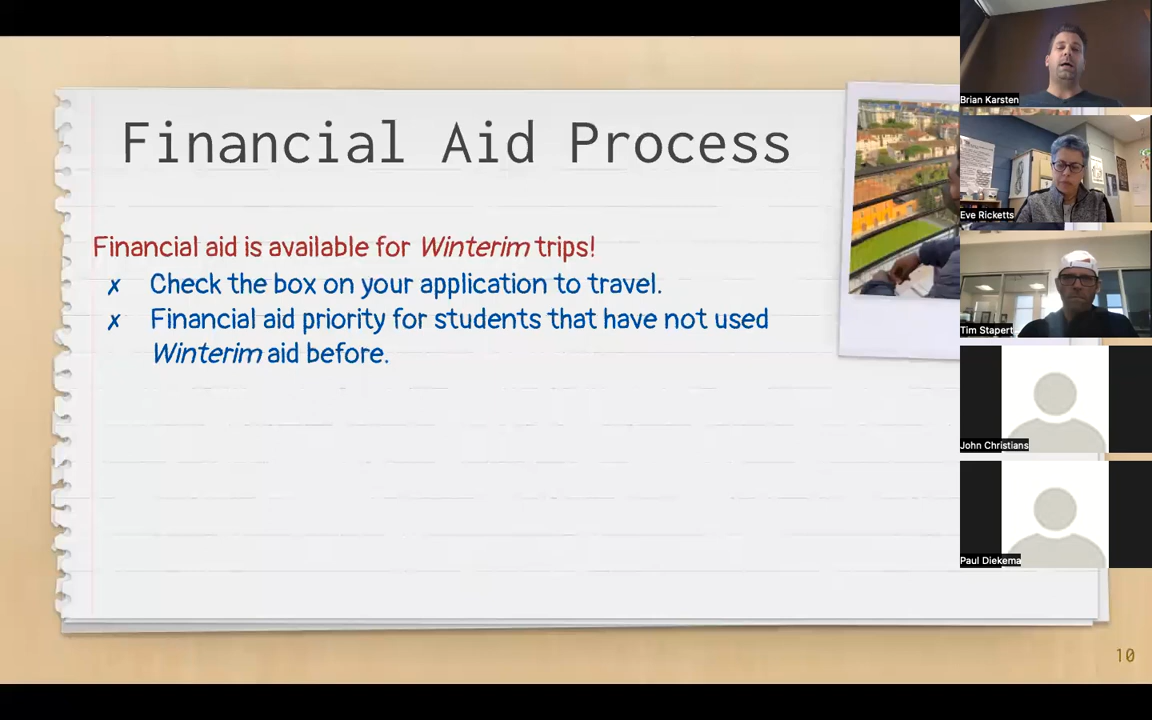 Financial Aid Process
Financial aid is available for Winterim trips!
✗ Check the box on your application to travel.
✗ Financial aid priority for students that have not used
Winterim aid before.
Brian Karsten
Eve Ricketts
Tim Stapert
John Christians
Paul Diekema
10